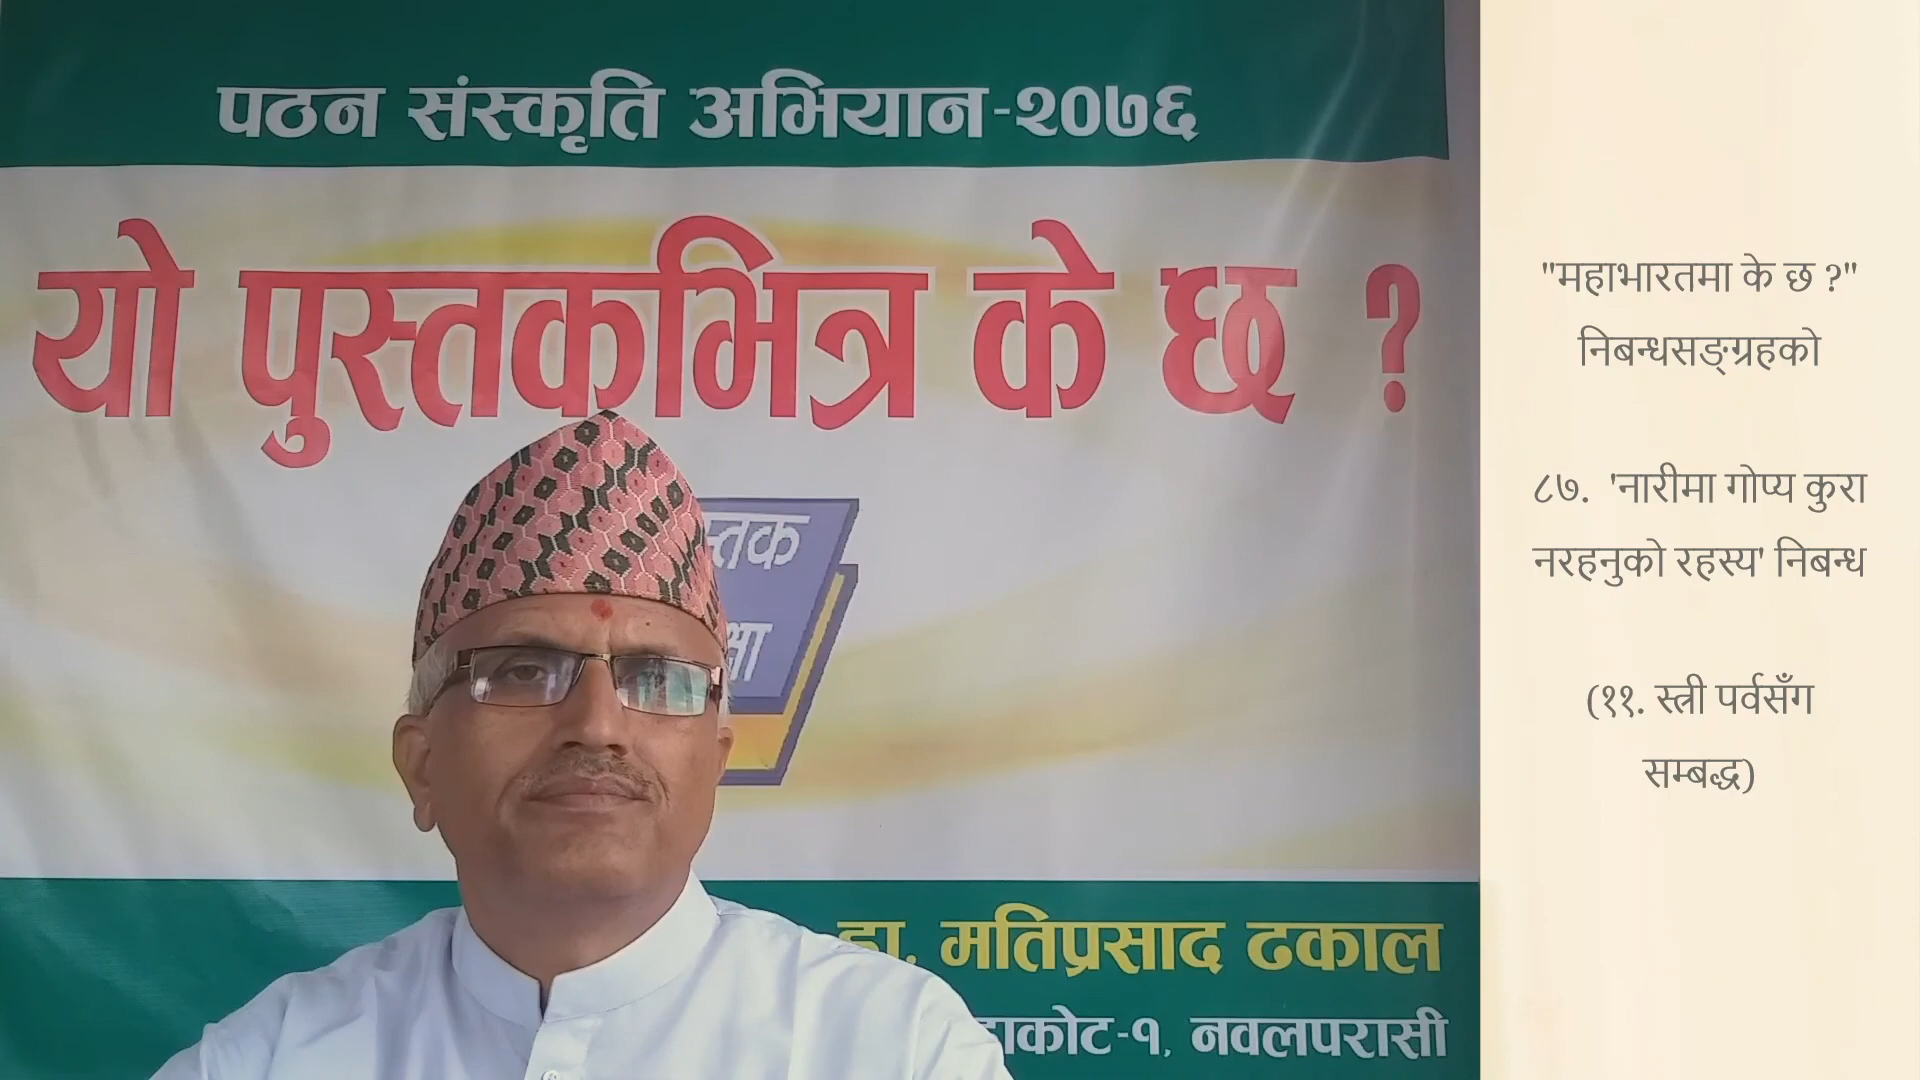 पठन संस्कृति अभियान-२०७६
यो पुस्तकभित्र के छ ?
डा. मतिप्रसाद ढकाल
नवलपरासी
"महाभारतमा के छ ?"
निबन्धसङ्ग्रहको
८७. 'नारीमा गोप्य कुरा
नरहनुको रहस्य' निबन्ध
(११. स्त्री पर्वसँग
सम्बद्ध)